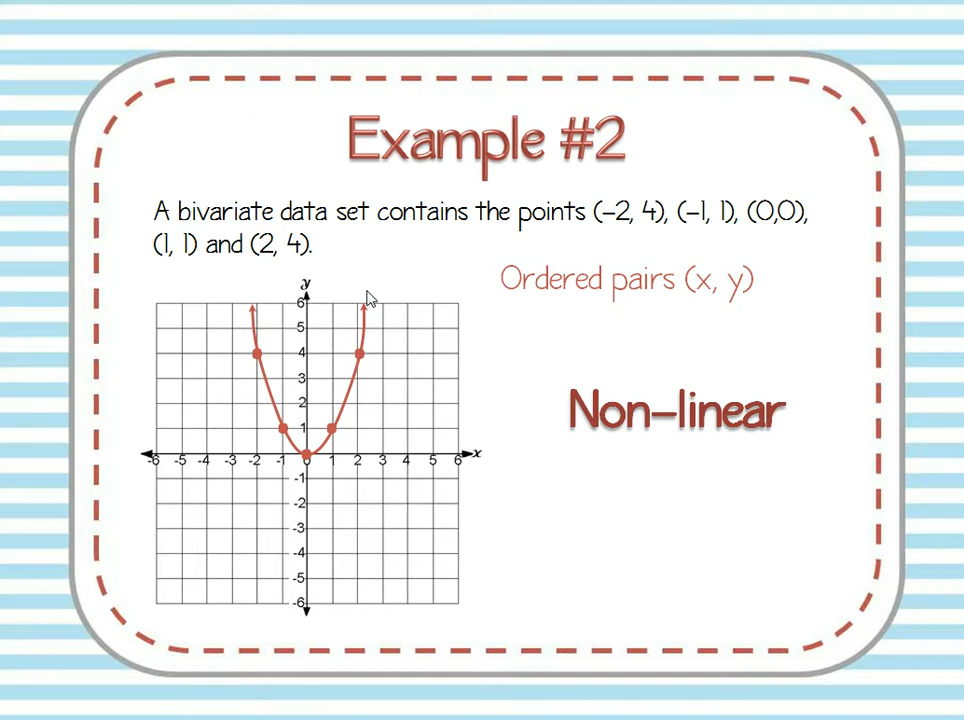 Example #2
A bivariate data set contains the points (–2, 4), (–1, 1), (0,0),
(1, 1) and (2, 4).
Ordered pairs (x, y)
y
6
5
4
3
2
1
-6 -5 -4 -3 -2 -1 0 1 2 3 4 5 6 x
-1
-2
-3
-4
-5
-6
Non-linear